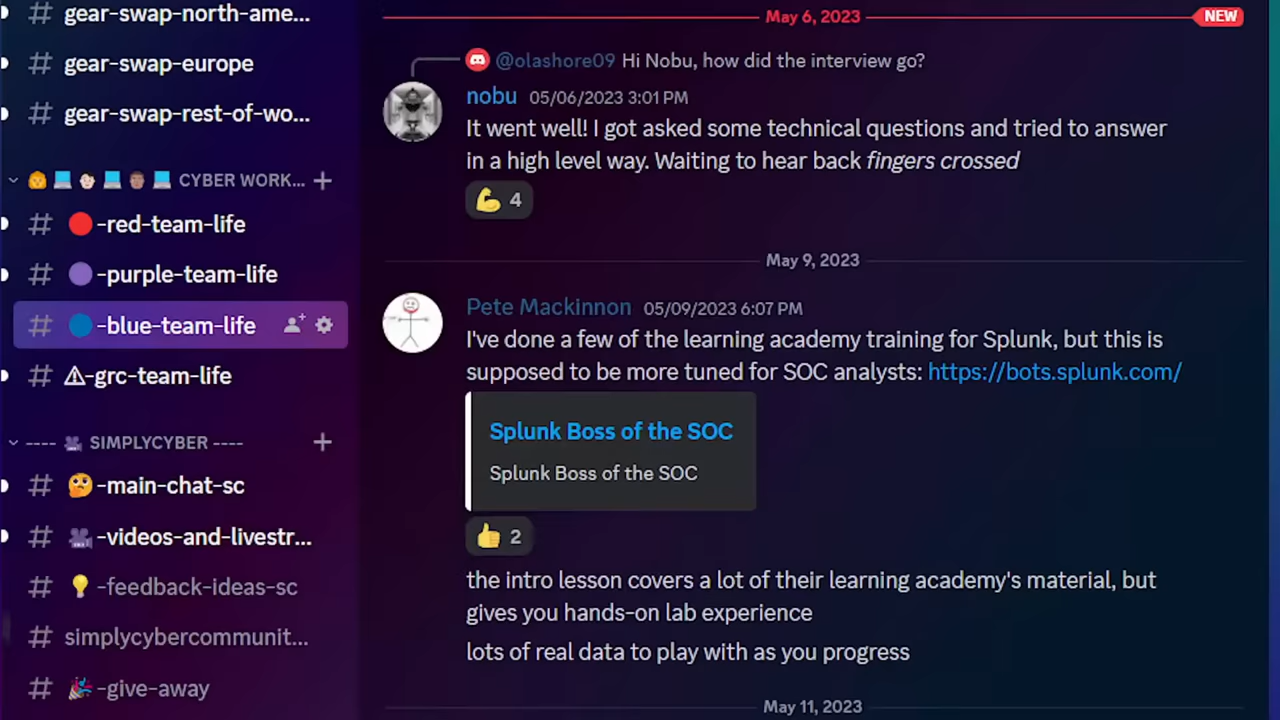 # gear-swap-north-ame...
# gear-swap-europe
# gear-swap-rest-of-wo...
CYBER WORK... +
# 🔴-red-team-life
# 🟣-purple-team-life
# 🔵-blue-team-life
# ⚠-grc-team-life
---- 🎥 SIMPLYCYBER ---- +
# 🤔-main-chat-sc
# 🎥-videos-and-livestr...
# 💡-feedback-ideas-sc
# simplycybercommunit...
# 🎉-give-away
May 6, 2023 NEW
@olashore09 Hi Nobu, how did the interview go?
nobu 05/06/2023 3:01 PM
It went well! I got asked some technical questions and tried to answer
in a high level way. Waiting to hear back fingers crossed
💪 4
May 9, 2023
Pete Mackinnon 05/09/2023 6:07 PM
I've done a few of the learning academy training for Splunk, but this is
supposed to be more tuned for SOC analysts: https://bots.splunk.com/
Splunk Boss of the SOC
Splunk Boss of the SOC
👍 2
the intro lesson covers a lot of their learning academy's material, but
gives you hands-on lab experience
lots of real data to play with as you progress
May 11, 2023